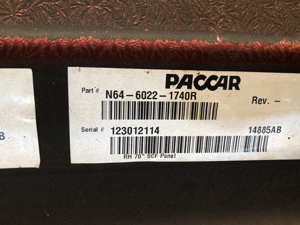 PACCAR
Part # N64-6022-1740R Rev. -
Serial # 123012114 14885AB
RH 70" SCF Panel
B